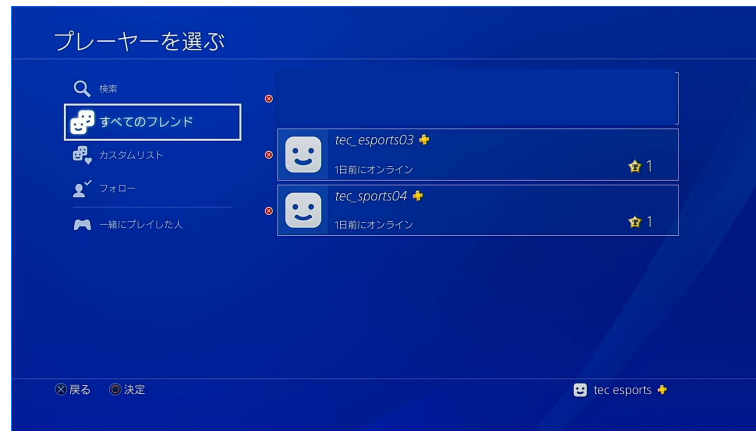 プレーヤーを選ぶ
検索
すべてのフレンド
カスタムリスト
フォロー
一緒にプレイした人
tec_esports03
1日前にオンライン
1
tec_sports04
1日前にオンライン
1
戻る 決定
tec esports